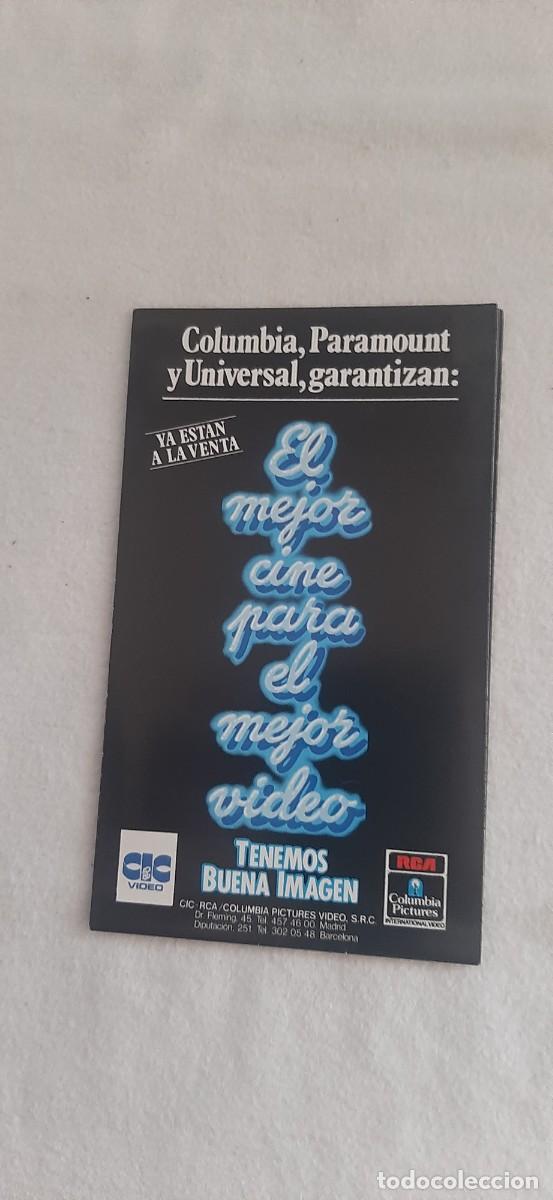 Columbia, Paramount
y Universal, garantizan:
YA ESTAN
A LA VENTA
El
mejor
cine
para
el
mejor
video
TENEMOS
BUENA IMAGEN
CIC VIDEO
RCA
Columbia
Pictures
INTERNATIONAL VIDEO
CIC-RCA/COLUMBIA PICTURES VIDEO, S.R.C.
Dr. Fleming, 45. Tel. 457 46 00. Madrid
Diputación, 251. Tel. 302 05 48. Barcelona
todocoleccion